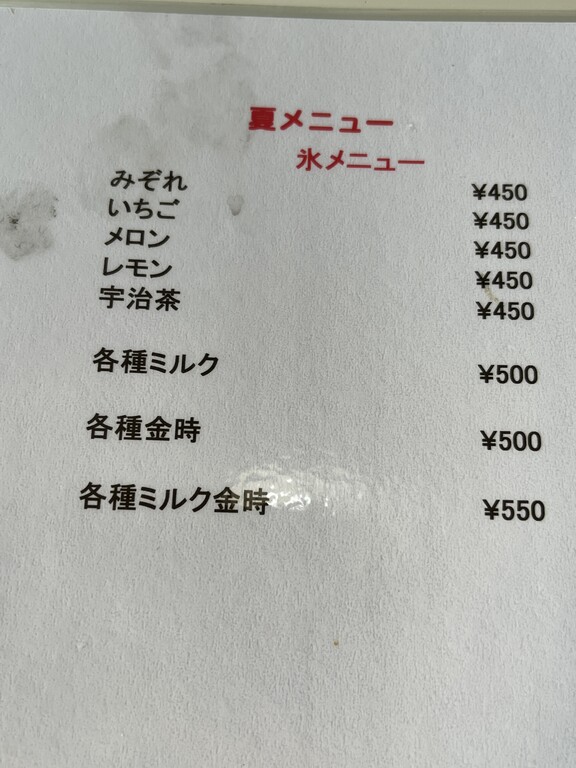 夏メニュー
氷メニュー
みぞれ ¥450
いちご ¥450
メロン ¥450
レモン ¥450
宇治茶 ¥450
各種ミルク ¥500
各種金時 ¥500
各種ミルク金時 ¥550